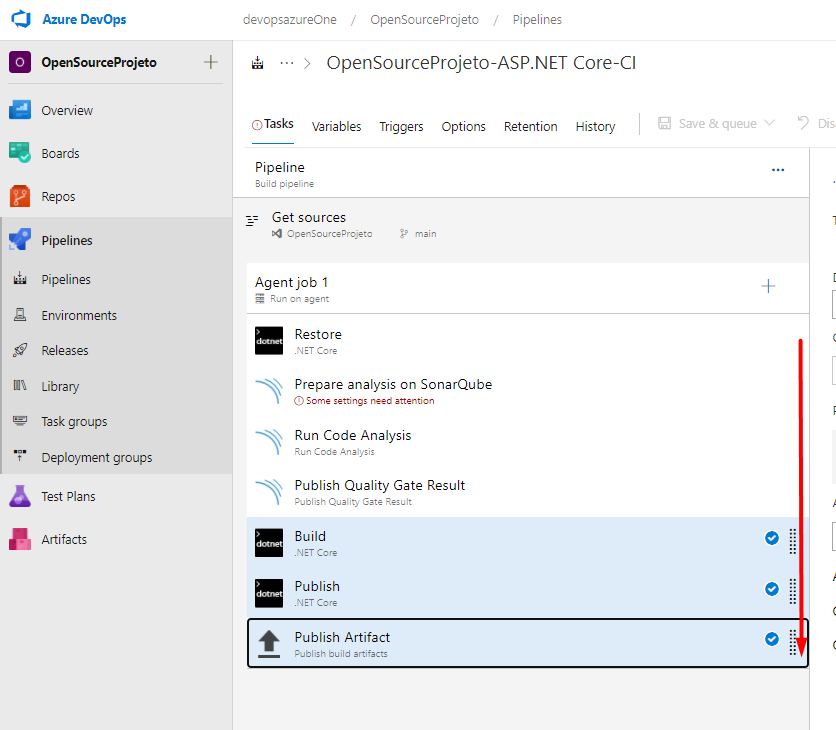 Azure DevOps
devopsazureOne / OpenSourceProjeto / Pipelines
O OpenSourceProjeto
OpenSourceProjeto-ASP.NET Core-CI
Overview
Boards
Repos
Pipelines
Pipelines
Environments
Releases
Library
Task groups
Deployment groups
Test Plans
Artifacts
Tasks Variables Triggers Options Retention History Save & queue Dis
Pipeline
Build pipeline
Get sources
OpenSourceProjeto main
Agent job 1
Run on agent
dotnet Restore
.NET Core
Prepare analysis on SonarQube
Some settings need attention
Run Code Analysis
Run Code Analysis
Publish Quality Gate Result
Publish Quality Gate Result
dotnet Build
.NET Core
dotnet Publish
.NET Core
Publish Artifact
Publish build artifacts